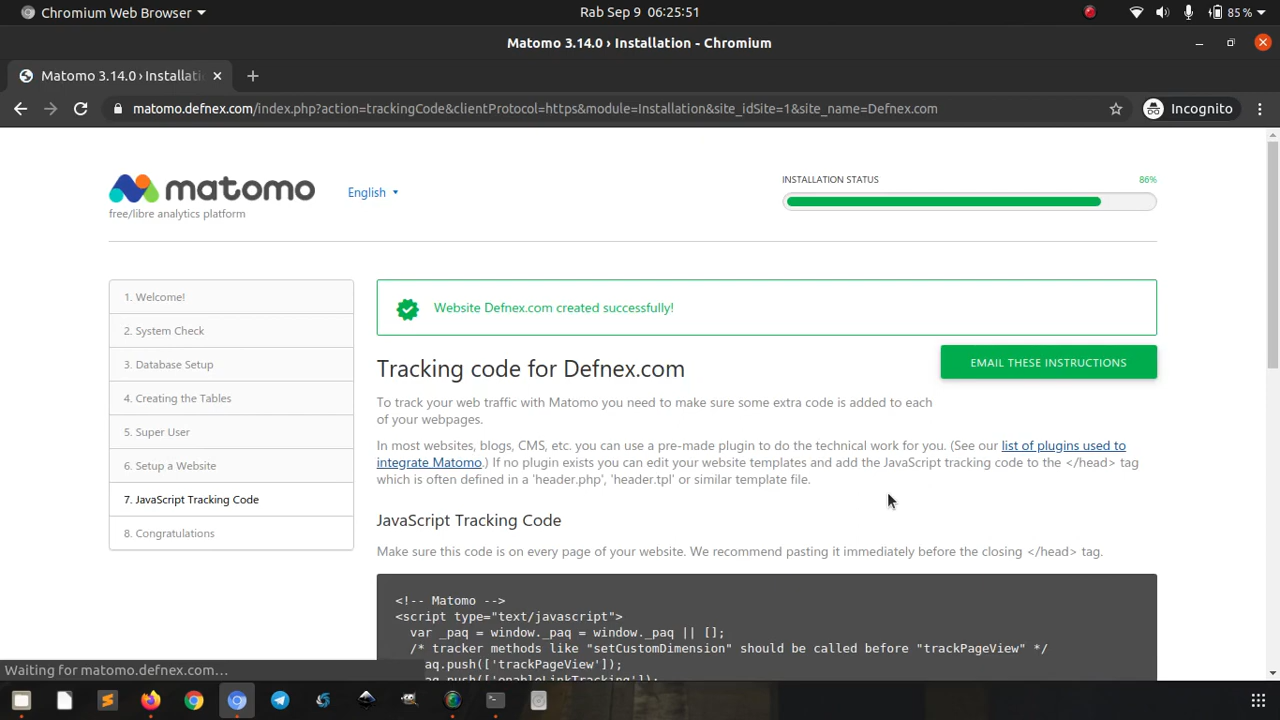 Chromium Web Browser
Rab Sep 9 06:25:51
85 %
Matomo 3.14.0 › Installation - Chromium
Matomo 3.14.0 › Installati
matomo.defnex.com/index.php?action=trackingCode&clientProtocol=https&module=Installation&site_idSite=1&site_name=Defnex.com
Incognito
matomo
free/libre analytics platform
English
INSTALLATION STATUS
86%
1. Welcome!
2. System Check
3. Database Setup
4. Creating the Tables
5. Super User
6. Setup a Website
7. JavaScript Tracking Code
8. Congratulations
Website Defnex.com created successfully!
Tracking code for Defnex.com
EMAIL THESE INSTRUCTIONS
To track your web traffic with Matomo you need to make sure some extra code is added to each
of your webpages.
In most websites, blogs, CMS, etc. you can use a pre-made plugin to do the technical work for you. (See our list of plugins used to
integrate Matomo.) If no plugin exists you can edit your website templates and add the JavaScript tracking code to the </head> tag
which is often defined in a 'header.php', 'header.tpl' or similar template file.
JavaScript Tracking Code
Make sure this code is on every page of your website. We recommend pasting it immediately before the closing </head> tag.
<!-- Matomo -->
<script type="text/javascript">
var _paq = window._paq = window._paq || [];
/* tracker methods like "setCustomDimension" should be called before "trackPageView" */
aq.push(['trackPageView']);
aq.push(['enableLinkTracking']);
Waiting for matomo.defnex.com…